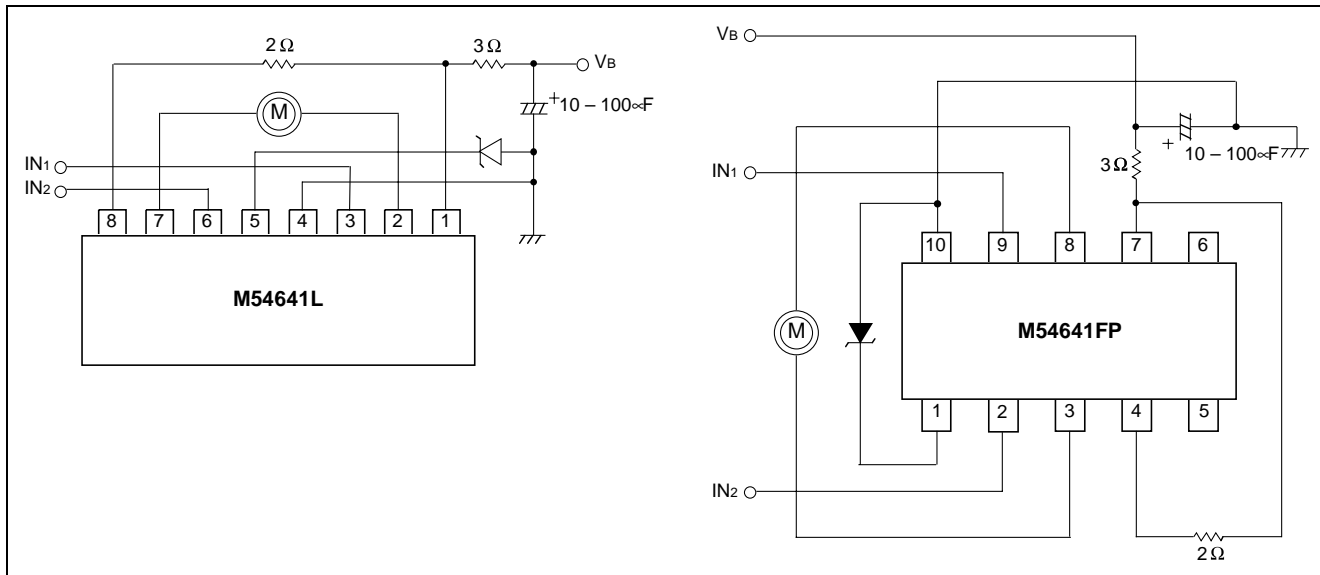 2 Ω
3 Ω
VB
+ 10 – 100∝F
M
IN1
IN2
8 7 6 5 4 3 2 1
M54641L
VB
+ 10 – 100∝F
3 Ω
IN1
10 9 8 7 6
M
M54641FP
1 2 3 4 5
IN2
2 Ω